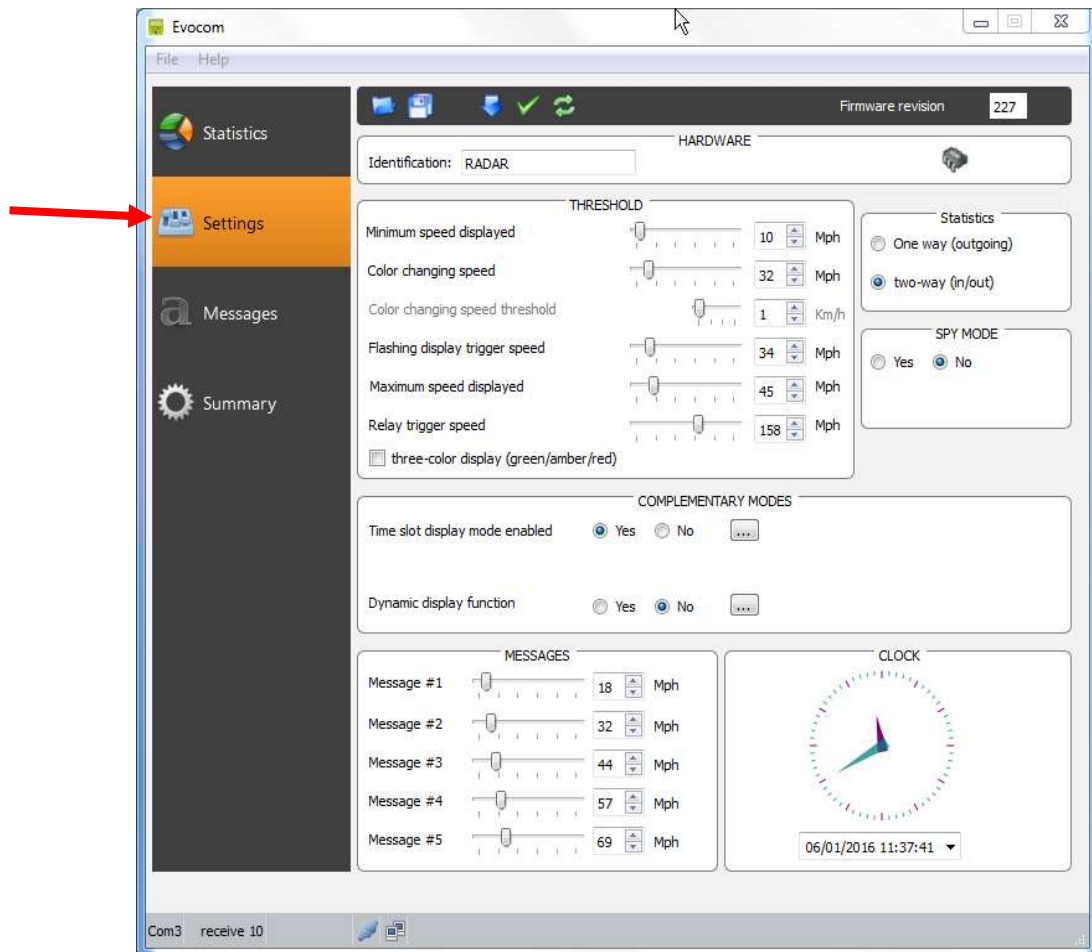 Evocom
File Help
Statistics
Settings
Messages
Summary
Firmware revision 227
HARDWARE
Identification: RADAR
THRESHOLD
Minimum speed displayed 10 Mph
Color changing speed 32 Mph
Color changing speed threshold 1 Km/h
Flashing display trigger speed 34 Mph
Maximum speed displayed 45 Mph
Relay trigger speed 158 Mph
three-color display (green/amber/red)
Statistics
One way (outgoing)
two-way (in/out)
SPY MODE
Yes No
COMPLEMENTARY MODES
Time slot display mode enabled Yes No ...
Dynamic display function Yes No ...
MESSAGES
Message #1 18 Mph
Message #2 32 Mph
Message #3 44 Mph
Message #4 57 Mph
Message #5 69 Mph
CLOCK
06/01/2016 11:37:41
Com3 receive 10